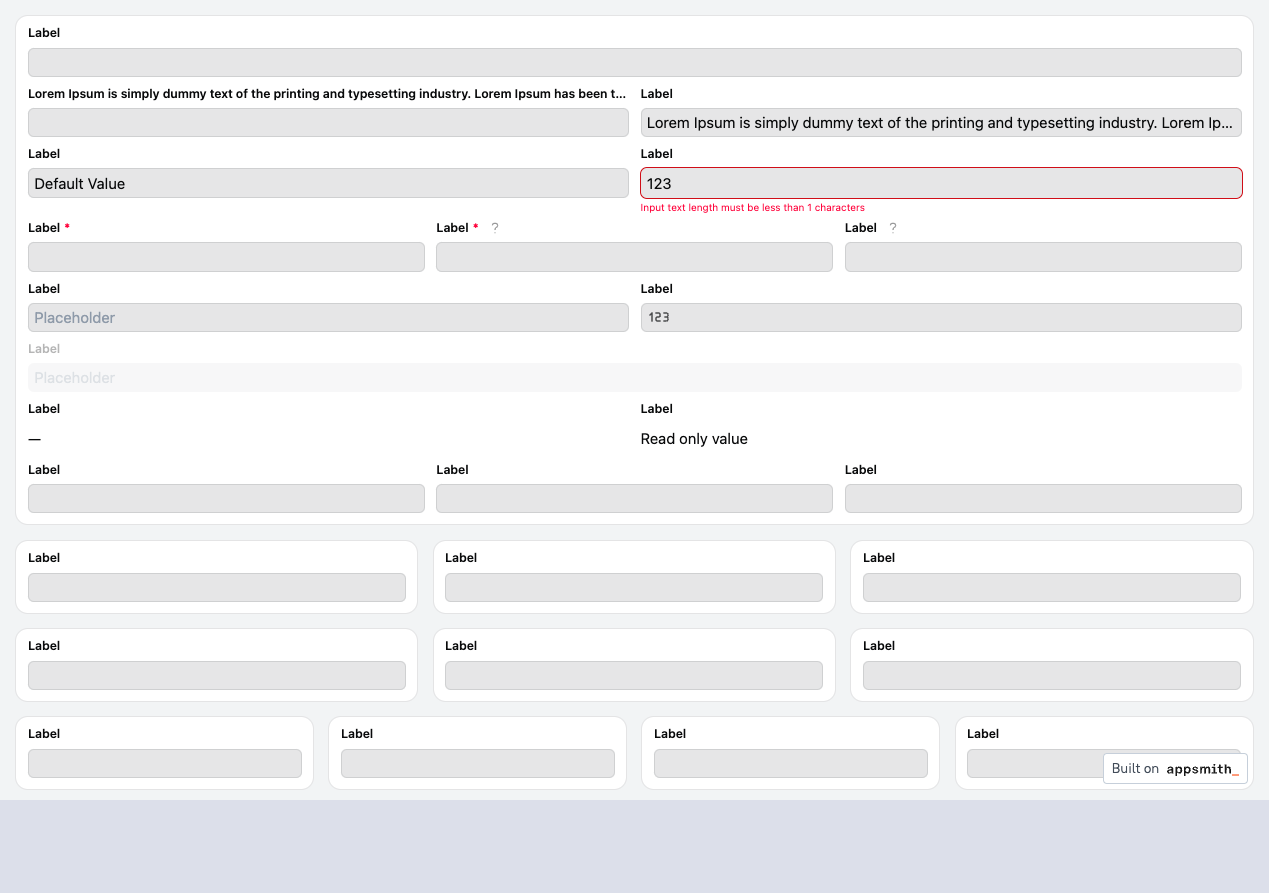 Label
Lorem Ipsum is simply dummy text of the printing and typesetting industry. Lorem Ipsum has been t...
Label
Lorem Ipsum is simply dummy text of the printing and typesetting industry. Lorem Ip...
Label
Label
Default Value
123
Input text length must be less than 1 characters
Label *
Label * ?
Label ?
Label
Label
Placeholder
123
Label
Placeholder
Label
Label
—
Read only value
Label
Label
Label
Label
Label
Label
Label
Label
Label
Label
Label
Label
Label
Built on appsmith_